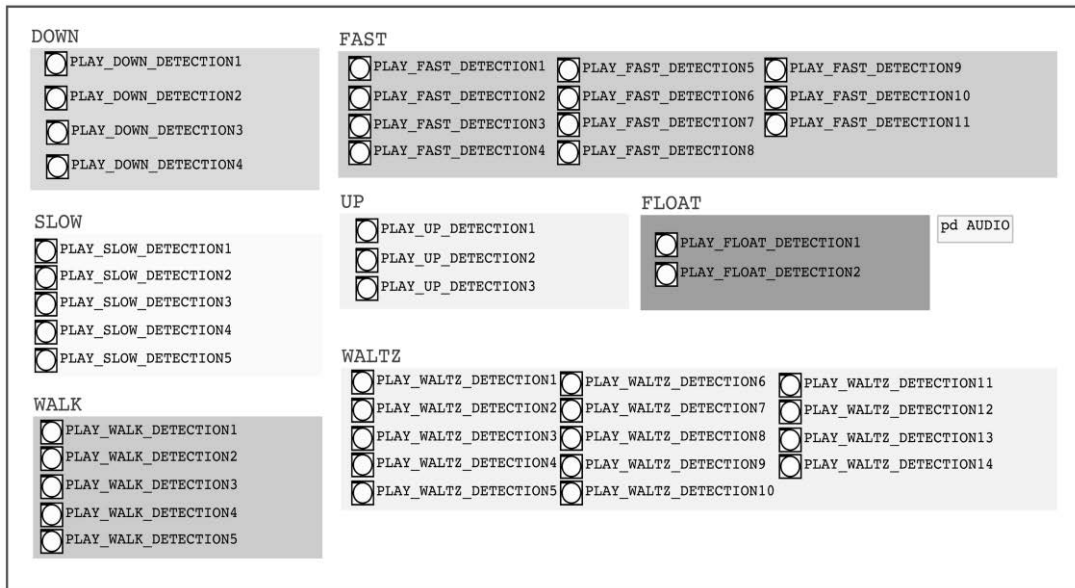 DOWN
PLAY_DOWN_DETECTION1
PLAY_DOWN_DETECTION2
PLAY_DOWN_DETECTION3
PLAY_DOWN_DETECTION4
FAST
PLAY_FAST_DETECTION1
PLAY_FAST_DETECTION2
PLAY_FAST_DETECTION3
PLAY_FAST_DETECTION4
PLAY_FAST_DETECTION5
PLAY_FAST_DETECTION6
PLAY_FAST_DETECTION7
PLAY_FAST_DETECTION8
PLAY_FAST_DETECTION9
PLAY_FAST_DETECTION10
PLAY_FAST_DETECTION11
SLOW
PLAY_SLOW_DETECTION1
PLAY_SLOW_DETECTION2
PLAY_SLOW_DETECTION3
PLAY_SLOW_DETECTION4
PLAY_SLOW_DETECTION5
UP
PLAY_UP_DETECTION1
PLAY_UP_DETECTION2
PLAY_UP_DETECTION3
FLOAT
PLAY_FLOAT_DETECTION1
PLAY_FLOAT_DETECTION2
pd AUDIO
WALK
PLAY_WALK_DETECTION1
PLAY_WALK_DETECTION2
PLAY_WALK_DETECTION3
PLAY_WALK_DETECTION4
PLAY_WALK_DETECTION5
WALTZ
PLAY_WALTZ_DETECTION1
PLAY_WALTZ_DETECTION2
PLAY_WALTZ_DETECTION3
PLAY_WALTZ_DETECTION4
PLAY_WALTZ_DETECTION5
PLAY_WALTZ_DETECTION6
PLAY_WALTZ_DETECTION7
PLAY_WALTZ_DETECTION8
PLAY_WALTZ_DETECTION9
PLAY_WALTZ_DETECTION10
PLAY_WALTZ_DETECTION11
PLAY_WALTZ_DETECTION12
PLAY_WALTZ_DETECTION13
PLAY_WALTZ_DETECTION14